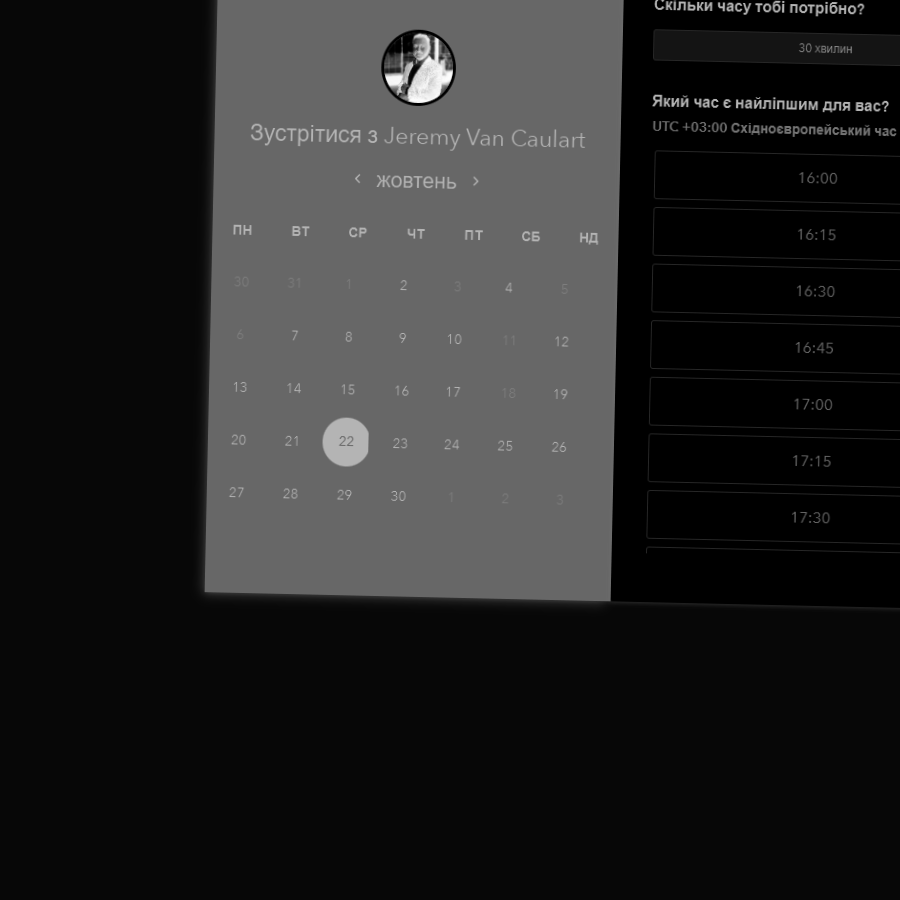 Зустрітися з Jeremy Van Caulart
жовтень
ПН ВТ СР ЧТ ПТ СБ НД
30 31 1 2 3 4 5
6 7 8 9 10 11 12
13 14 15 16 17 18 19
20 21 22 23 24 25 26
27 28 29 30 1 2 3
Скільки часу тобі потрібно?
30 хвилин
Який час є найліпшим для вас?
UTC +03:00 Східноєвропейський час
16:00
16:15
16:30
16:45
17:00
17:15
17:30